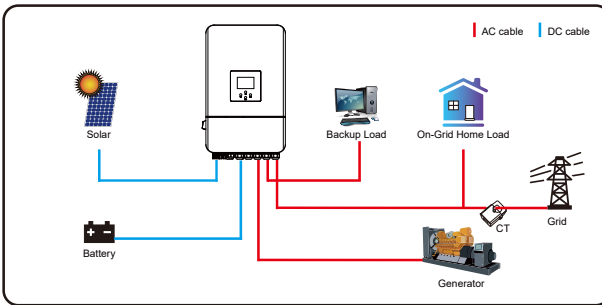 AC cable
DC cable
Solar
Backup Load
On-Grid Home Load
CT
Grid
Battery
Generator